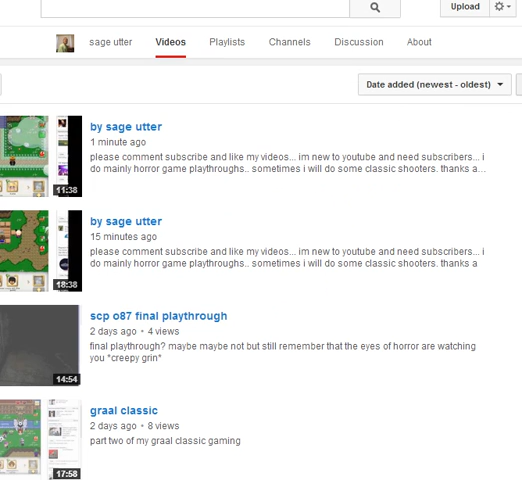 Upload
sage utter Videos Playlists Channels Discussion About
Date added (newest - oldest)
by sage utter
1 minute ago
please comment subscribe and like my videos... im new to youtube and need subscribers... i
do mainly horror game playthroughs.. sometimes i will do some classic shooters. thanks a...
11:38
by sage utter
15 minutes ago
please comment subscribe and like my videos... im new to youtube and need subscribers... i
do mainly horror game playthroughs.. sometimes i will do some classic shooters. thanks a
18:38
scp o87 final playthrough
2 days ago • 4 views
final playthrough? maybe maybe not but still remember that the eyes of horror are watching
you *creepy grin*
14:54
graal classic
2 days ago • 8 views
part two of my graal classic gaming
17:58